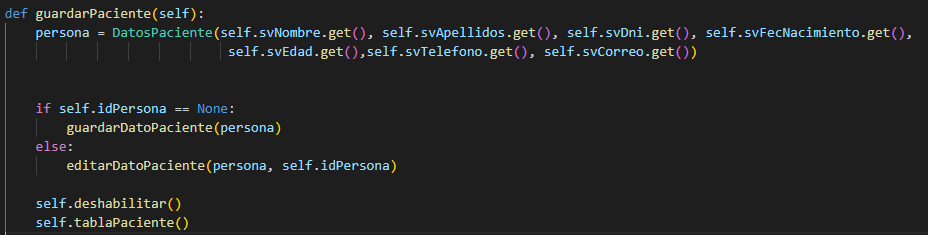 def guardarPaciente(self):
persona = DatosPaciente(self.svNombre.get(), self.svApellidos.get(), self.svDni.get(), self.svFecNacimiento.get(),
self.svEdad.get(),self.svTelefono.get(), self.svCorreo.get())
if self.idPersona == None:
guardarDatoPaciente(persona)
else:
editarDatoPaciente(persona, self.idPersona)
self.deshabilitar()
self.tablaPaciente()